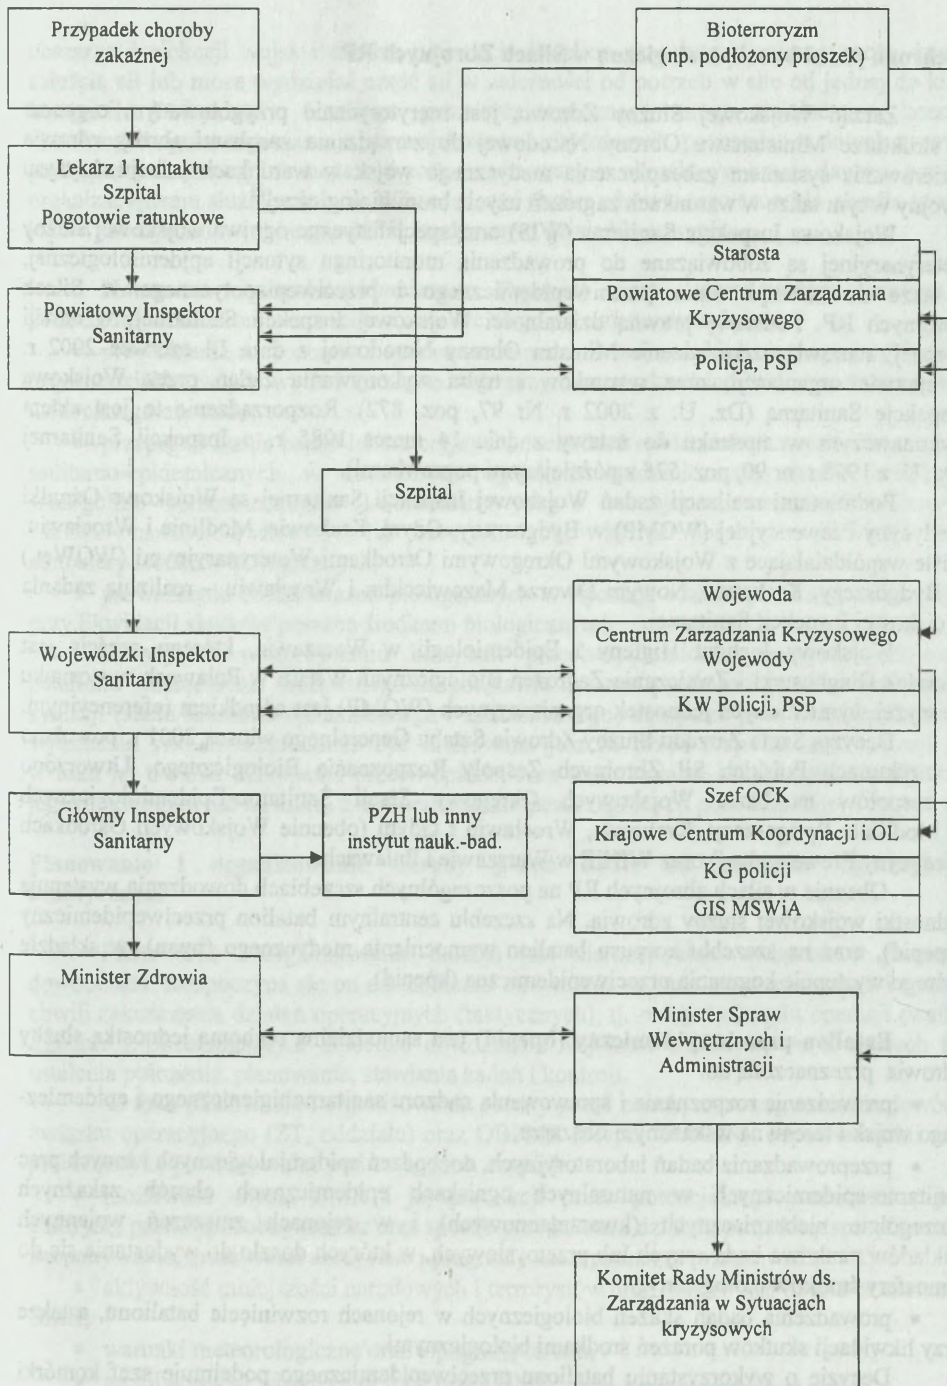 Przypadek choroby
zakaźnej
Bioterroryzm
(np. podłożony proszek)
Lekarz 1 kontaktu
Szpital
Pogotowie ratunkowe
Powiatowy Inspektor
Sanitarny
Starosta
Powiatowe Centrum Zarządzania
Kryzysowego
Policja, PSP
Szpital
Wojewódzki Inspektor
Sanitarny
Wojewoda
Centrum Zarządzania Kryzysowego
Wojewody
KW Policji, PSP
Główny Inspektor
Sanitarny
PZH lub inny
instytut nauk.-bad.
Szef OCK
Krajowe Centrum Koordynacji i OL
KG policji
GIS MSWiA
Minister Zdrowia
Minister Spraw
Wewnętrznych i
Administracji
Komitet Rady Ministrów ds.
Zarządzania w Sytuacjach
kryzysowych